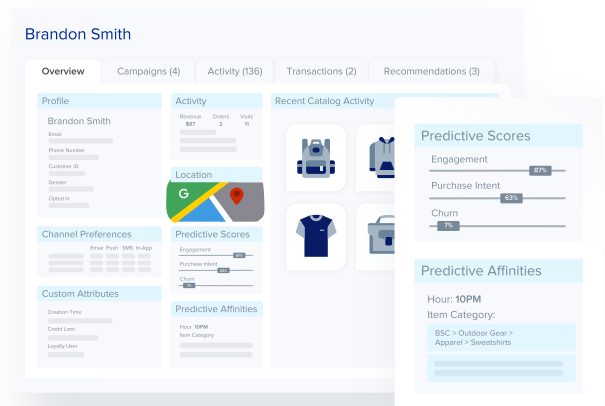 Brandon Smith
Overview
Campaigns (4)
Activity (136)
Transactions (2)
Recommendations (3)
Profile
Brandon Smith
Email
Phone Number
Customer ID
Gender
Opted In
Channel Preferences
Email Push SMS In-App
Custom Attributes
Creation Time
Credit Limit
Loyalty User
Activity
Revenue Orders Visits
$87 2 11
Location
G
Predictive Scores
Engagement
87%
Purchase Intent
63%
Churn
7%
Predictive Affinities
Hour 10PM
Item Category
Recent Catalog Activity
Predictive Scores
Engagement
87%
Purchase Intent
63%
Churn
7%
Predictive Affinities
Hour: 10PM
Item Category:
BSC > Outdoor Gear >
Apparel > Sweatshirts